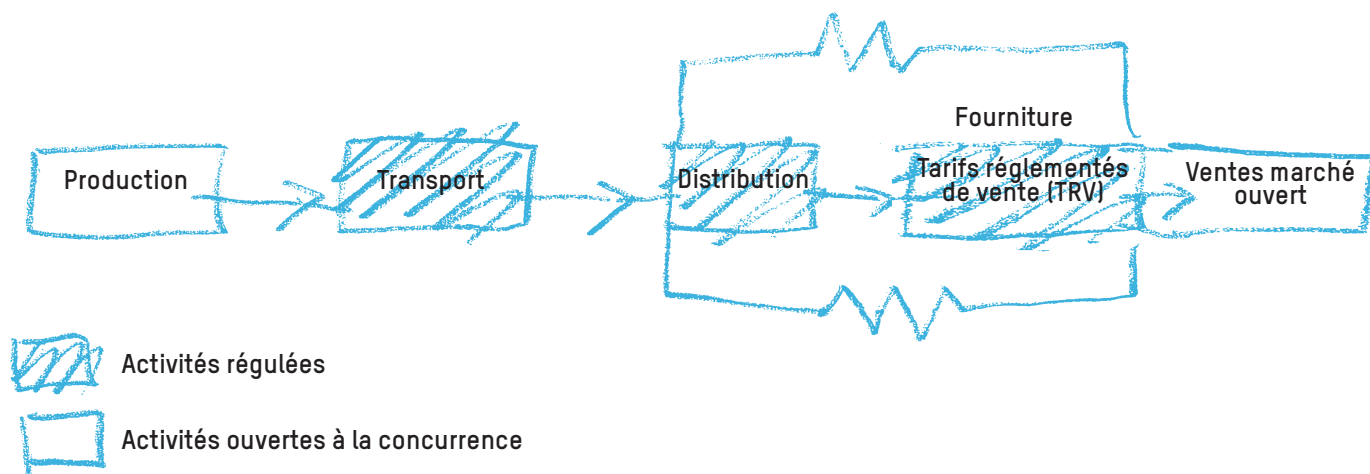 Fourniture
Production
Transport
Distribution
Tarifs réglementés
de vente (TRV)
Ventes marché
ouvert
Activités régulées
Activités ouvertes à la concurrence